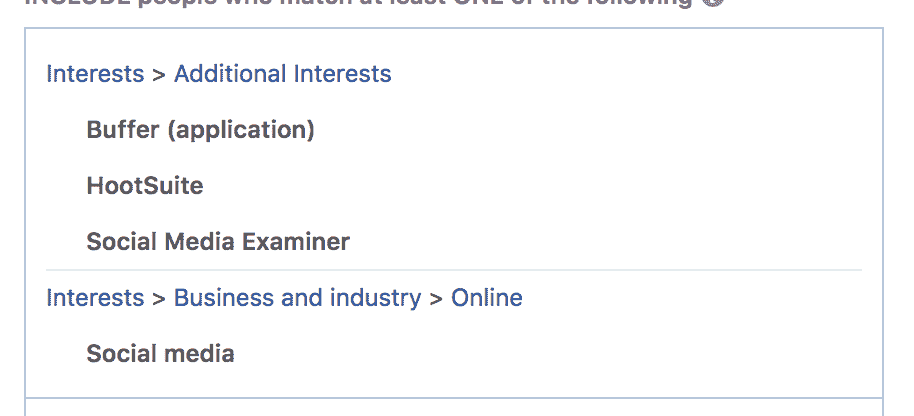 INCLUDE people who match at least ONE of the following
Interests > Additional Interests
Buffer (application)
HootSuite
Social Media Examiner
Interests > Business and industry > Online
Social media